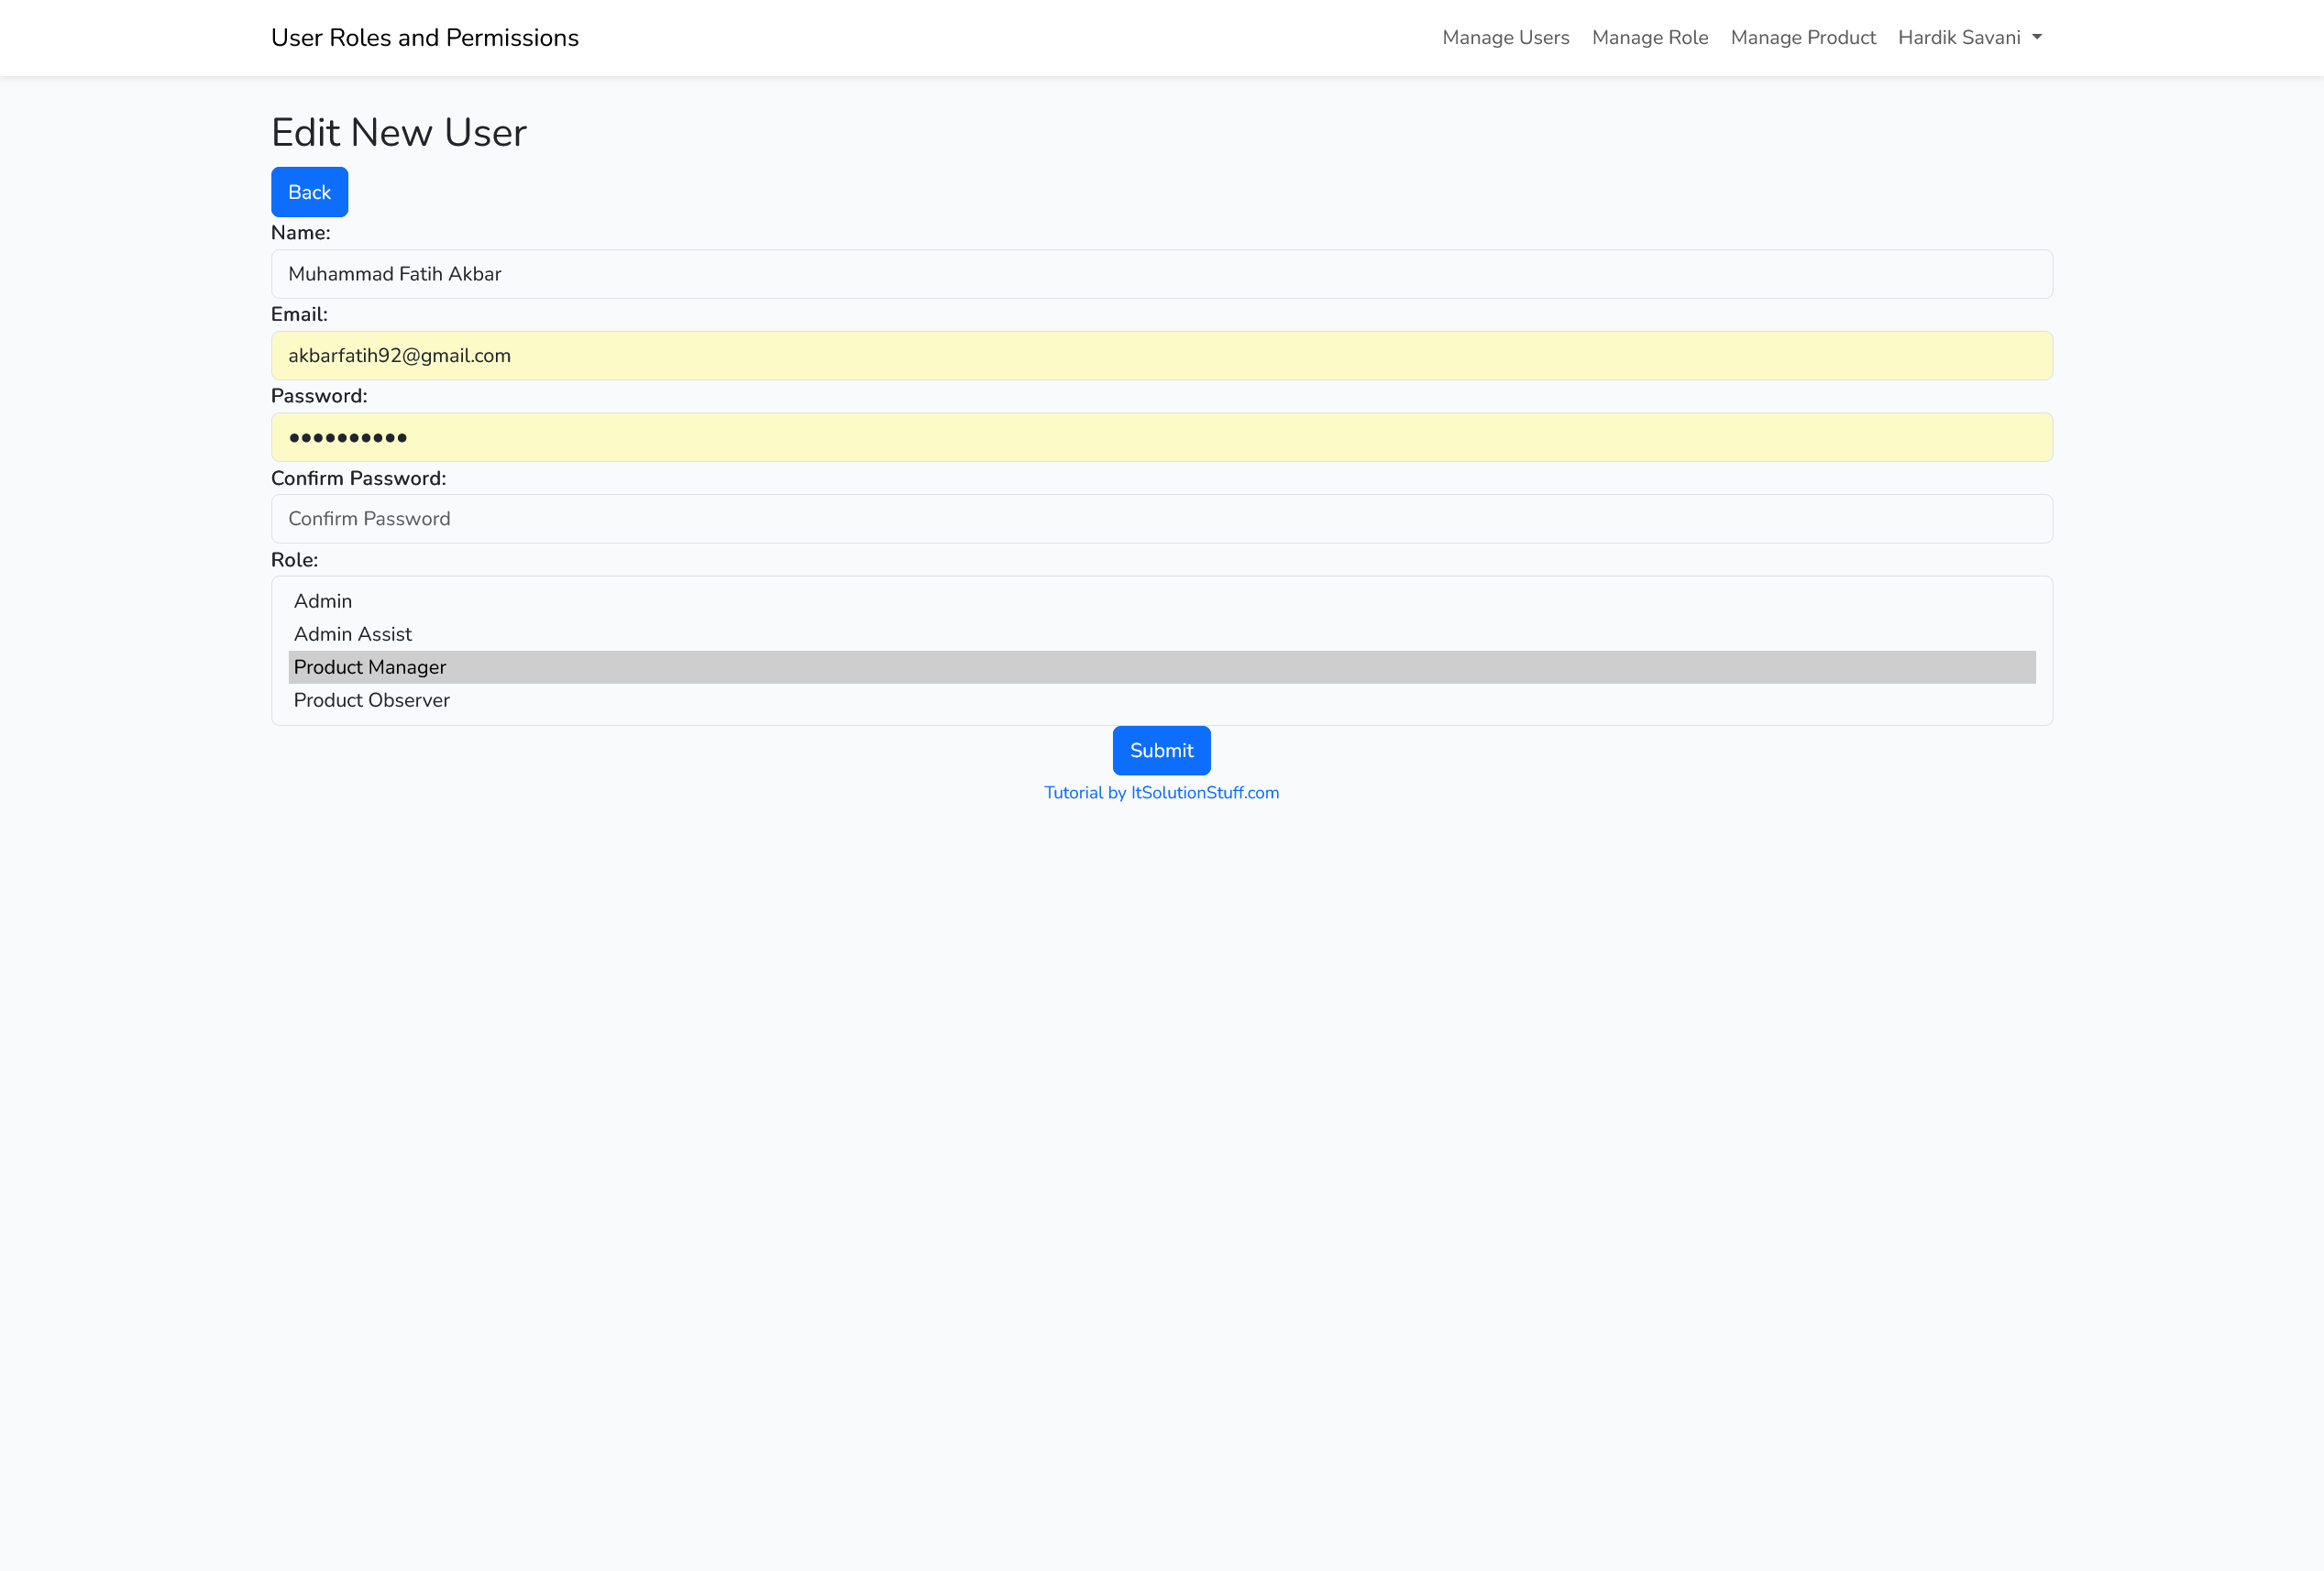 User Roles and Permissions
Manage Users Manage Role Manage Product Hardik Savani
Edit New User
Back
Name:
Muhammad Fatih Akbar
Email:
akbarfatih92@gmail.com
Password:
●●●●●●●●●●
Confirm Password:
Confirm Password
Role:
Admin
Admin Assist
Product Manager
Product Observer
Submit
Tutorial by ItSolutionStuff.com